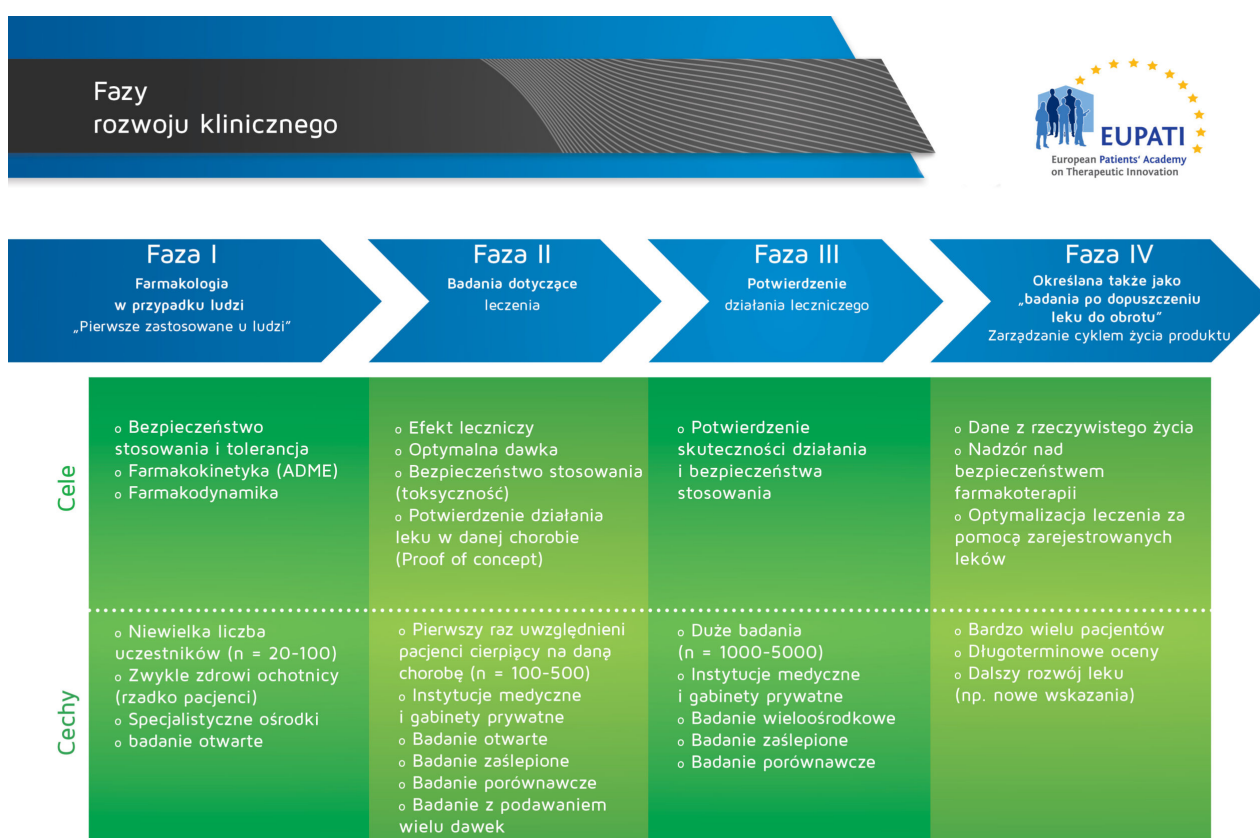 Fazy
rozwoju klinicznego
EUPATI
European Patients' Academy
on Therapeutic Innovation
Faza I
Farmakologia
w przypadku ludzi
„Pierwsze zastosowane u ludzi”
Faza II
Badania dotyczące
leczenia
Faza III
Potwierdzenie
działania leczniczego
Faza IV
Określana także jako
„badania po dopuszczeniu
leku do obrotu”
Zarządzanie cyklem życia produktu
Cele
o Bezpieczeństwo
stosowania i tolerancja
o Farmakokinetyka (ADME)
o Farmakodynamika
o Efekt leczniczy
o Optymalna dawka
o Bezpieczeństwo stosowania
(toksyczność)
o Potwierdzenie działania
leku w danej chorobie
(Proof of concept)
o Potwierdzenie
skuteczności działania
i bezpieczeństwa
stosowania
o Dane z rzeczywistego życia
o Nadzór nad
bezpieczeństwem
farmakoterapii
o Optymalizacja leczenia za
pomocą zarejestrowanych
leków
Cechy
o Niewielka liczba
uczestników (n = 20-100)
o Zwykle zdrowi ochotnicy
(rzadko pacjenci)
o Specjalistyczne ośrodki
o badanie otwarte
o Pierwszy raz uwzględnieni
pacjenci cierpiący na daną
chorobę (n = 100-500)
o Instytucje medyczne
i gabinety prywatne
o Badanie otwarte
o Badanie zaślepione
o Badanie porównawcze
o Badanie z podawaniem
wielu dawek
o Duże badania
(n = 1000-5000)
o Instytucje medyczne
i gabinety prywatne
o Badanie wieloośrodkowe
o Badanie zaślepione
o Badanie porównawcze
o Bardzo wielu pacjentów
o Długoterminowe oceny
o Dalszy rozwój leku
(np. nowe wskazania)